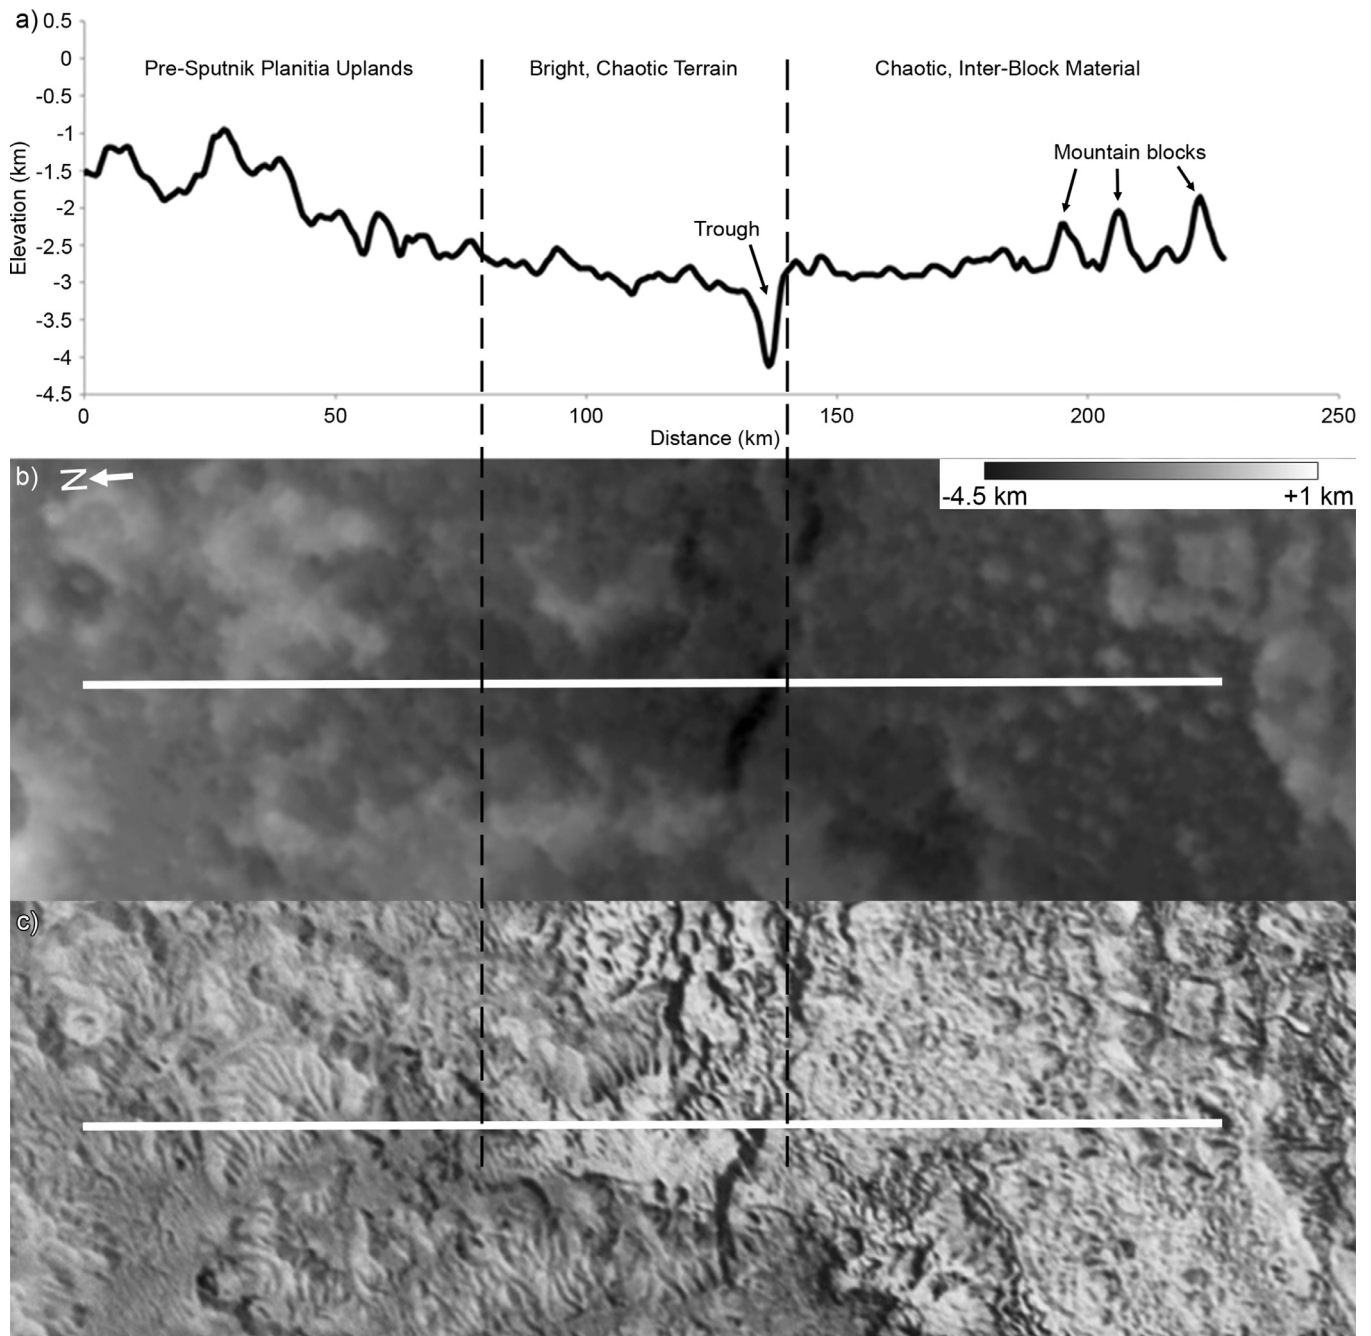 a)
0.5
0
-0.5
-1
-1.5
-2
-2.5
-3
-3.5
-4
-4.5
Elevation (km)
Pre-Sputnik Planitia Uplands
Bright, Chaotic Terrain
Chaotic, Inter-Block Material
Mountain blocks
Trough
0 50 100 150 200 250
Distance (km)
b)
N
-4.5 km +1 km
c)